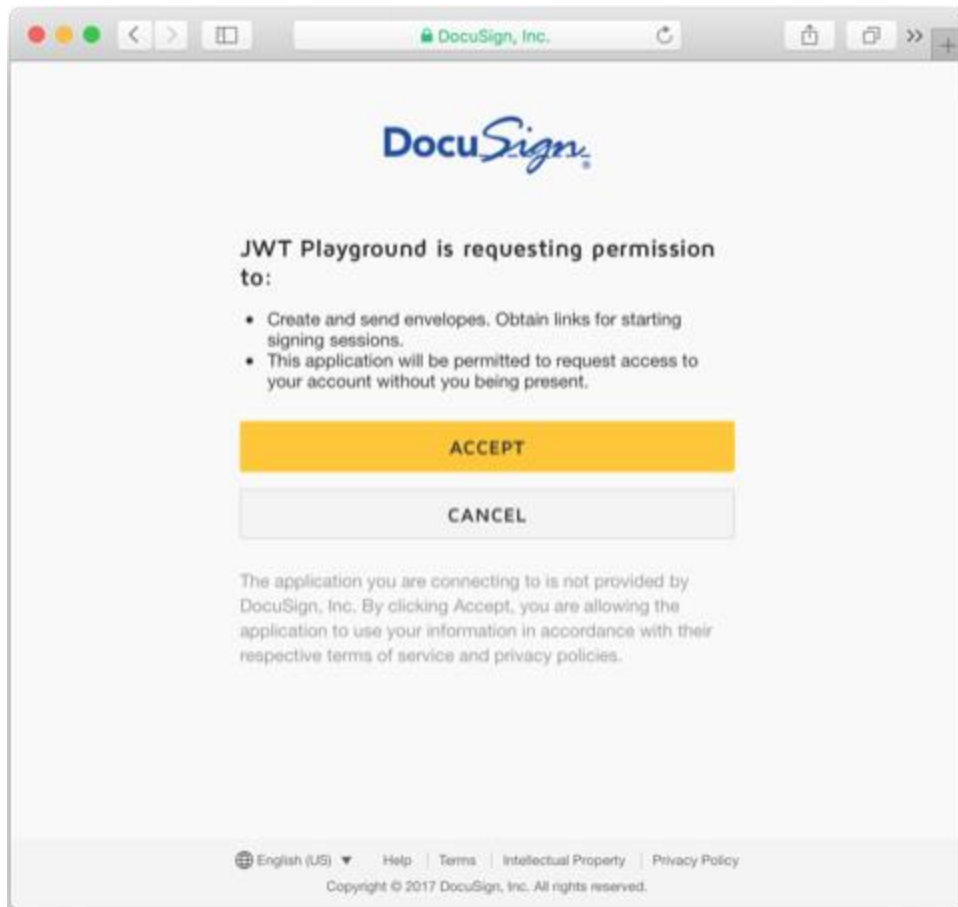 DocuSign, Inc.
DocuSign®
JWT Playground is requesting permission
to:
• Create and send envelopes. Obtain links for starting
signing sessions.
• This application will be permitted to request access to
your account without you being present.
ACCEPT
CANCEL
The application you are connecting to is not provided by
DocuSign, Inc. By clicking Accept, you are allowing the
application to use your information in accordance with their
respective terms of service and privacy policies.
English (US) ▼ Help | Terms | Intellectual Property | Privacy Policy
Copyright © 2017 DocuSign, Inc. All rights reserved.